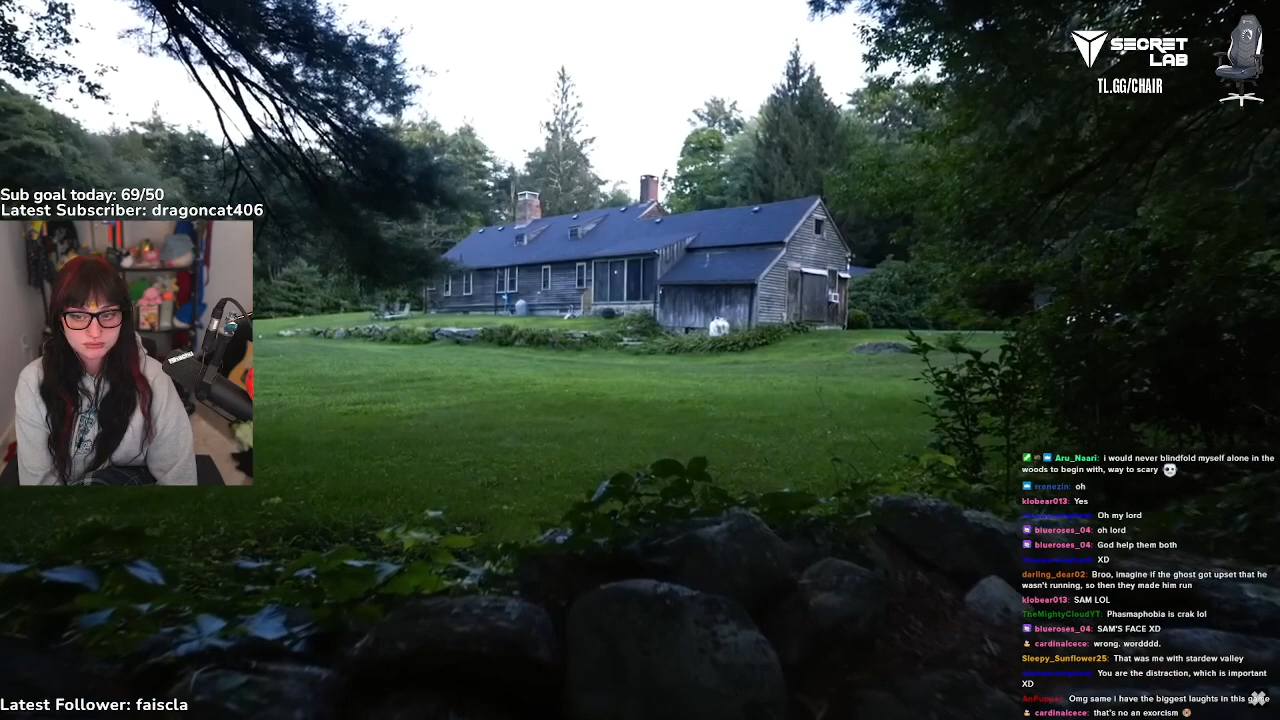 SECRET
LAB
TL.GG/CHAIR
Sub goal today: 69/50
Latest Subscriber: dragoncat406
Aru_Naari: i would never blindfold myself alone in the
woods to begin with, way to scary
rrenezin: oh
klobear013: Yes
Oh my lord
blueroses_04: oh lord
blueroses_04: God help them both
XD
darling_dear02: Broo, imagine if the ghost got upset that he
wasn't running, so then they made him run
klobear013: SAM LOL
TheMightyCloudYT: Phasmaphobia is crak lol
blueroses_04: SAM'S FACE XD
cardinalcece: wrong. wordddd.
Sleepy_Sunflower25: That was me with stardew valley
You are the distraction, which is important
XD
Omg same i have the biggest laughts in this
cardinalcece: that's no an exorcism
Latest Follower: faiscla